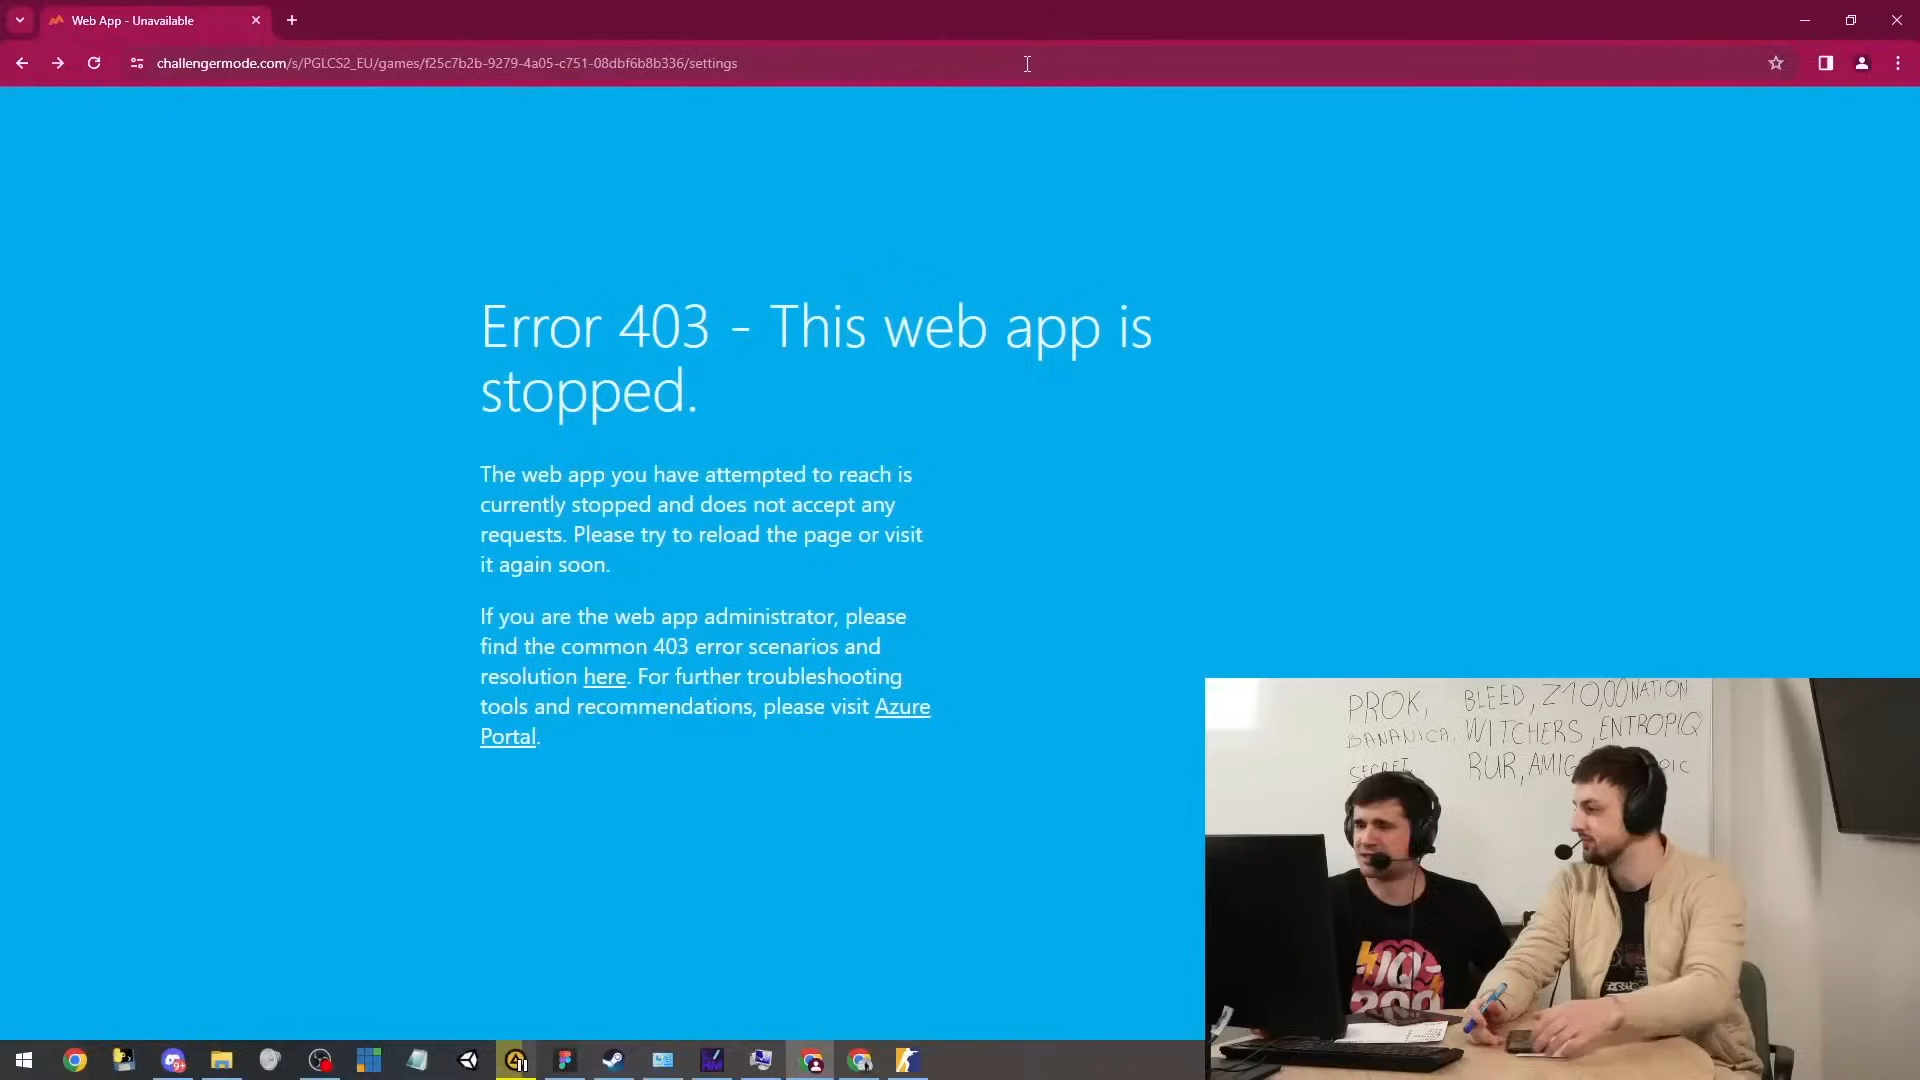 Web App - Unavailable
challengermode.com/s/PGLCS2_EU/games/f25c7b2b-9279-4a05-c751-08dbf6b8b336/settings
Error 403 - This web app is
stopped.
The web app you have attempted to reach is
currently stopped and does not accept any
requests. Please try to reload the page or visit
it again soon.
If you are the web app administrator, please
find the common 403 error scenarios and
resolution here. For further troubleshooting
tools and recommendations, please visit Azure
Portal.
PROK, BLEED, Z10,00NATION
BANANICA, WITCHERS, ENTROPIQ
SECRET RUR, AMIG
IQ
200
9+